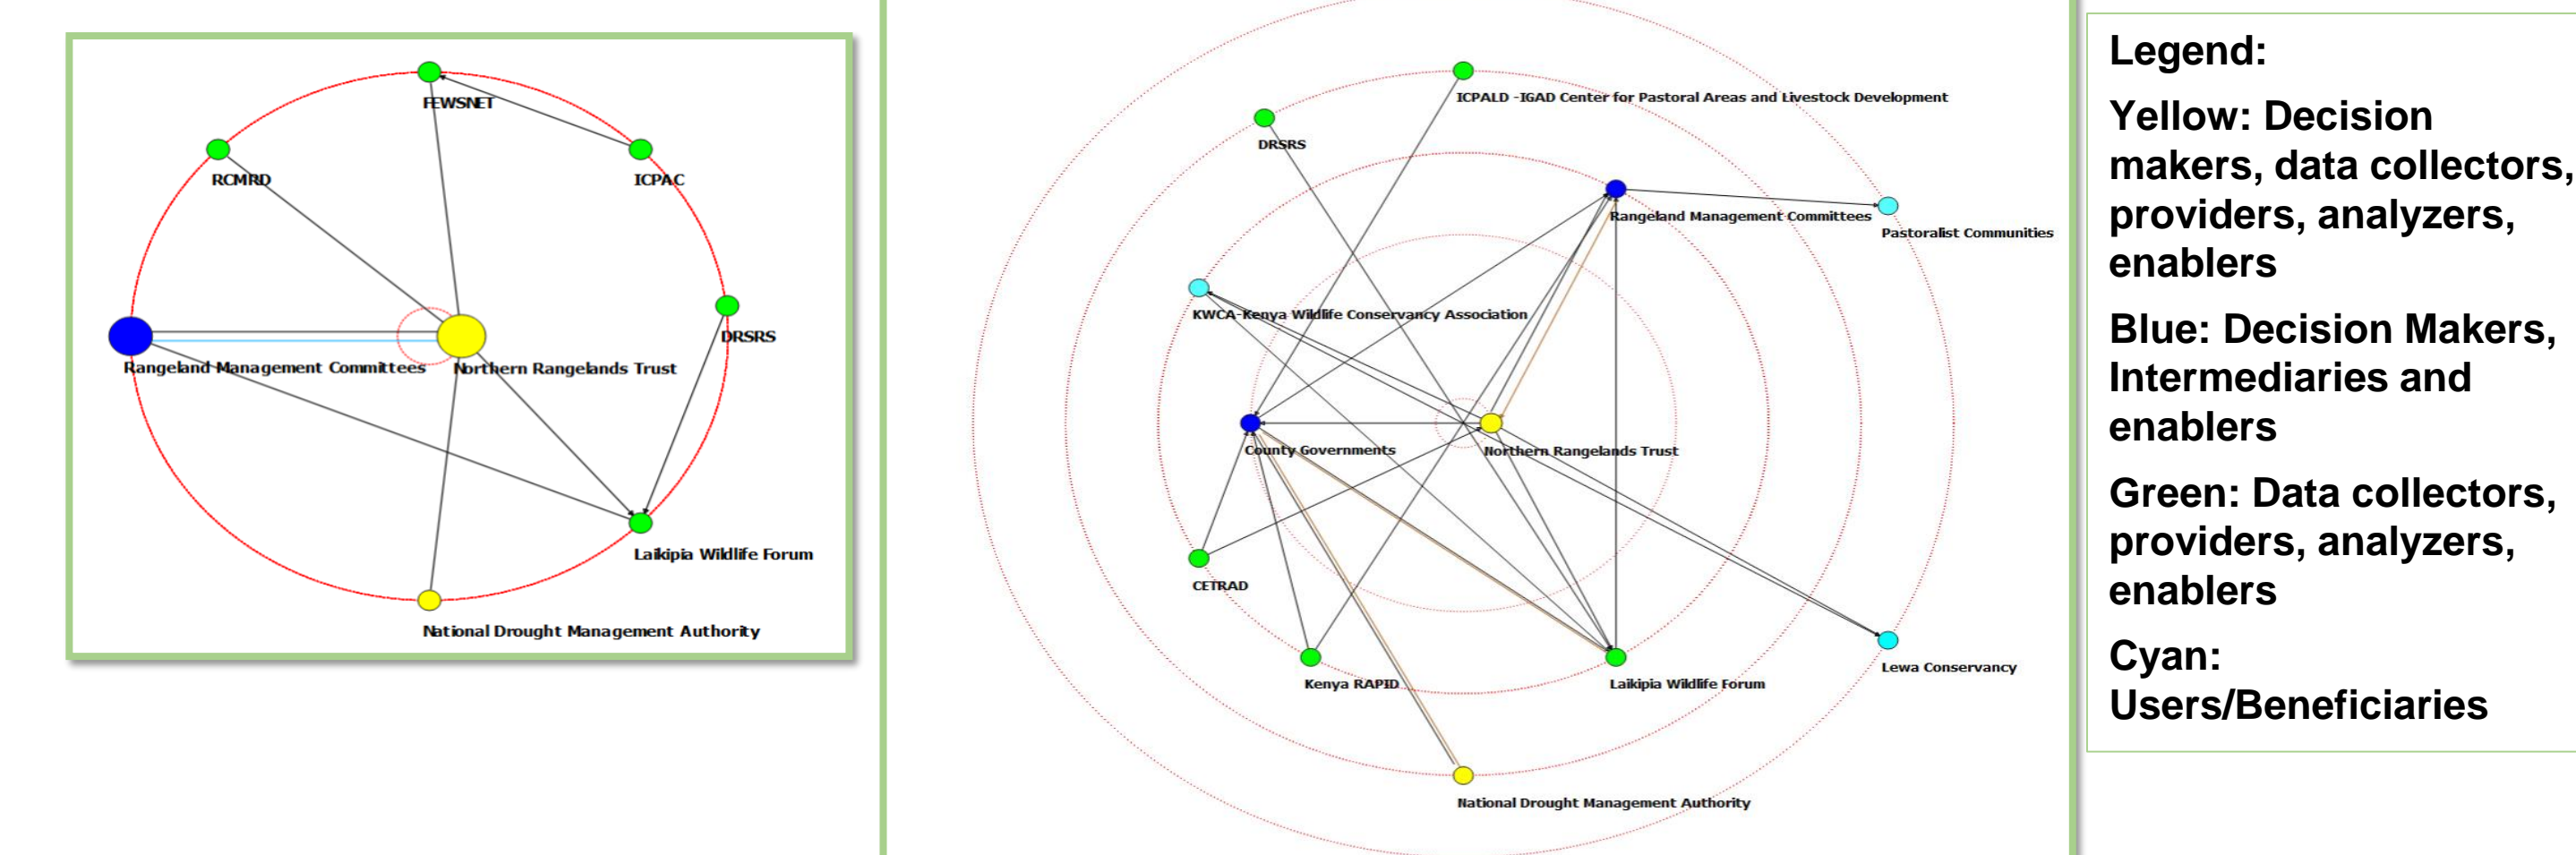 FEWSNET
RCMRD
ICPAC
DRSRS
Rangeland Management Committees
Northern Rangelands Trust
Laikipia Wildlife Forum
National Drought Management Authority
ICPALD -IGAD Center for Pastoral Areas and Livestock Development
DRSRS
Rangeland Management Committees
Pastoralist Communities
KWCA-Kenya Wildlife Conservancy Association
County Governments
Northern Rangelands Trust
CETRAD
Kenya RAPID
Laikipia Wildlife Forum
Lewa Conservancy
National Drought Management Authority
Legend:
Yellow: Decision
makers, data collectors,
providers, analyzers,
enablers
Blue: Decision Makers,
Intermediaries and
enablers
Green: Data collectors,
providers, analyzers,
enablers
Cyan:
Users/Beneficiaries